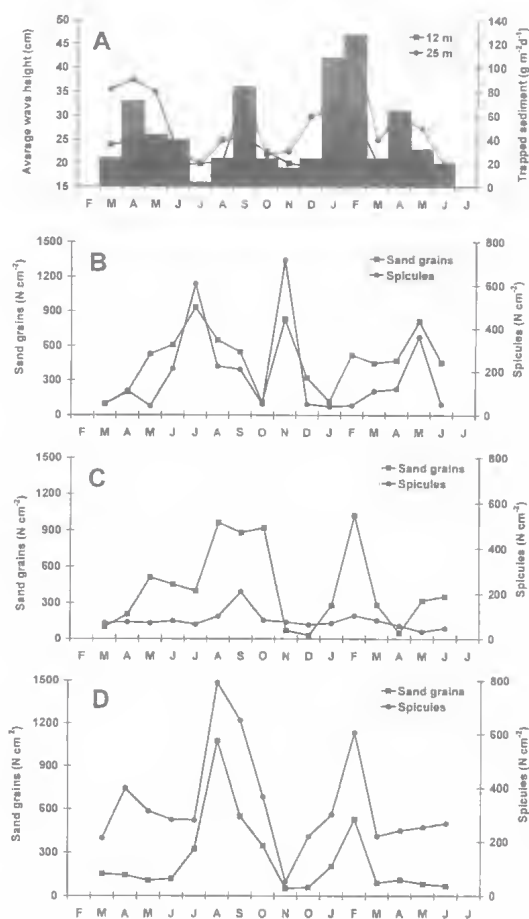 A
12 m
25 m
Average wave height (cm)
50
45
40
35
30
25
20
15
Trapped sediment (g m-2d-1)
140
120
100
80
60
40
20
0
F M A M J J A S O N D J F M A M J J
B
Sand grains
Spicules
Sand grains (N cm-2)
1500
1200
900
600
300
0
Spicules (N cm-2)
800
600
400
200
0
F M A M J J A S O N D J F M A M J J
C
Sand grains
Spicules
Sand grains (N cm-2)
1500
1200
900
600
300
0
Spicules (N cm-2)
800
600
400
200
0
F M A M J J A S O N D J F M A M J J
D
Sand grains
Spicules
Sand grains (N cm2)
1500
1200
900
600
300
0
Spicules (N cm-2)
800
600
400
200
0
F M A M J J A S O N D J F M A M J J